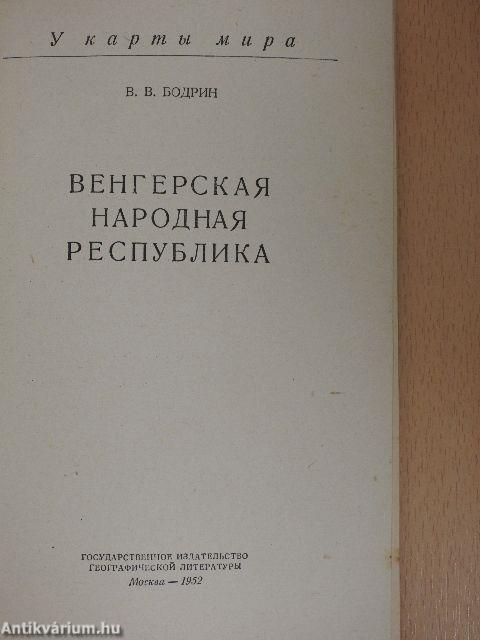 У карты мира
В. В. БОДРИН
ВЕНГЕРСКАЯ
НАРОДНАЯ
РЕСПУБЛИКА
ГОСУДАРСТВЕННОЕ ИЗДАТЕЛЬСТВО
ГЕОГРАФИЧЕСКОЙ ЛИТЕРАТУРЫ
Москва — 1952
Antikvárium.hu